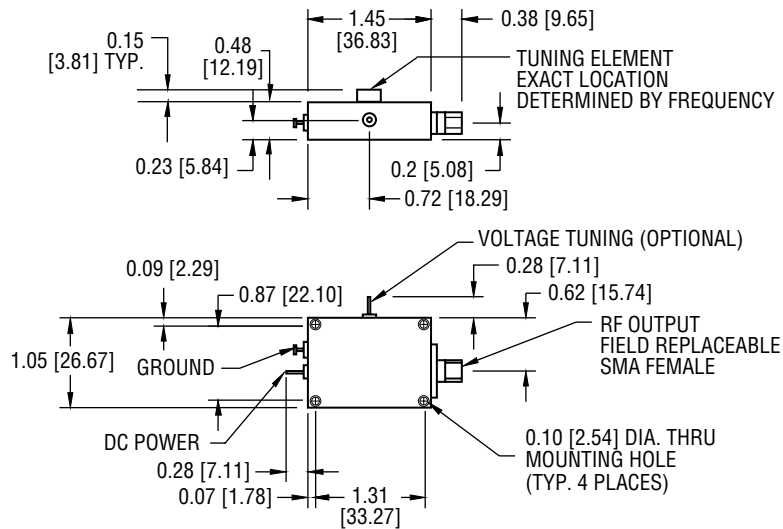 1.45
[36.83]
0.38 [9.65]
0.15
[3.81] TYP.
0.48
[12.19]
TUNING ELEMENT
EXACT LOCATION
DETERMINED BY FREQUENCY
0.23 [5.84]
0.2 [5.08]
0.72 [18.29]
VOLTAGE TUNING (OPTIONAL)
0.09 [2.29]
0.28 [7.11]
0.87 [22.10]
0.62 [15.74]
1.05 [26.67]
GROUND
RF OUTPUT
FIELD REPLACEABLE
SMA FEMALE
DC POWER
0.10 [2.54] DIA. THRU
MOUNTING HOLE
(TYP. 4 PLACES)
0.28 [7.11]
0.07 [1.78]
1.31
[33.27]